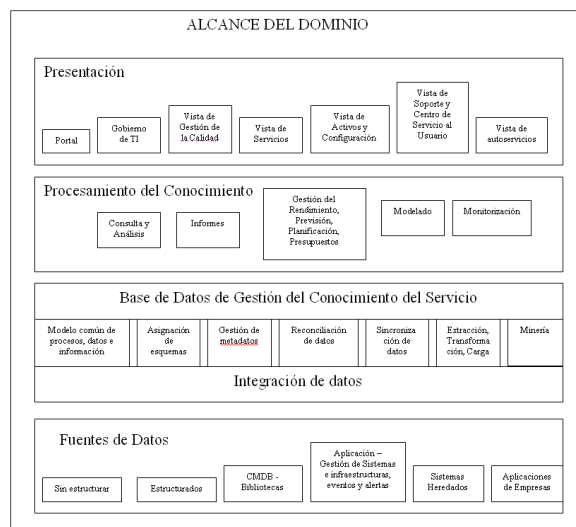 ALCANCE DEL DOMINIO
Presentación
Portal
Gobierno
de TI
Vista de
Gestión de
la Calidad
Vista de
Servicios
Vista de
Activos y
Configuración
Vista de
Soporte y
Centro de
Servicio al
Usuario
Vista de
autoservicios
Procesamiento del Conocimiento
Consulta y
Análisis
Informes
Gestión del
Rendimiento,
Previsión,
Planificación,
Presupuestos
Modelado
Monitorización
Base de Datos de Gestión del Conocimiento del Servicio
Modelo común de
procesos, datos e
información
Asignación
de
esquemas
Gestión de
metadatos
Reconciliación
de datos
Sincroniza
ción de
datos
Extracción,
Transforma
ción, Carga
Minería
Integración de datos
Fuentes de Datos
Sin estructurar
Estructurados
CMDB -
Bibliotecas
Aplicación –
Gestión de Sistemas
e infraestructuras,
eventos y alertas
Sistemas
Heredados
Aplicaciones
de Empresas